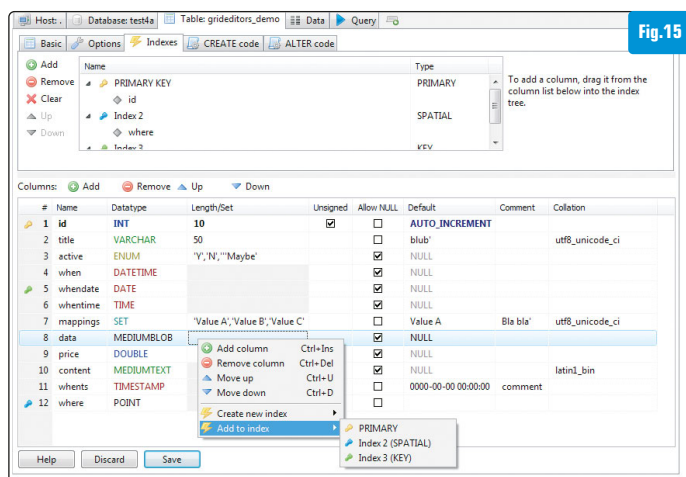 Host: . Database: test4a Table: grideditors_demo Data Query
Fig.15
Basic Options Indexes CREATE code ALTER code
Add
Remove
Clear
Up
Down
Name Type
PRIMARY KEY PRIMARY
id
Index 2 SPATIAL
where
Index 3 KEY
To add a column, drag it from the
column list below into the index
tree.
Columns: Add Remove Up Down
# Name Datatype Length/Set Unsigned Allow NULL Default Comment Collation
1 id INT 10 AUTO_INCREMENT
2 title VARCHAR 50 blub' utf8_unicode_ci
3 active ENUM 'Y','N','''Maybe' NULL
4 when DATETIME NULL
5 whendate DATE NULL
6 whentime TIME NULL
7 mappings SET 'Value A','Value B','Value C' Value A Bla bla' utf8_unicode_ci
8 data MEDIUMBLOB NULL
9 price DOUBLE NULL
10 content MEDIUMTEXT NULL latin1_bin
11 whents TIMESTAMP 0000-00-00 00:00:00 comment
12 where POINT
Add column Ctrl+Ins
Remove column Ctrl+Del
Move up Ctrl+U
Move down Ctrl+D
Create new index
Add to index
PRIMARY
Index 2 (SPATIAL)
Index 3 (KEY)
Help Discard Save